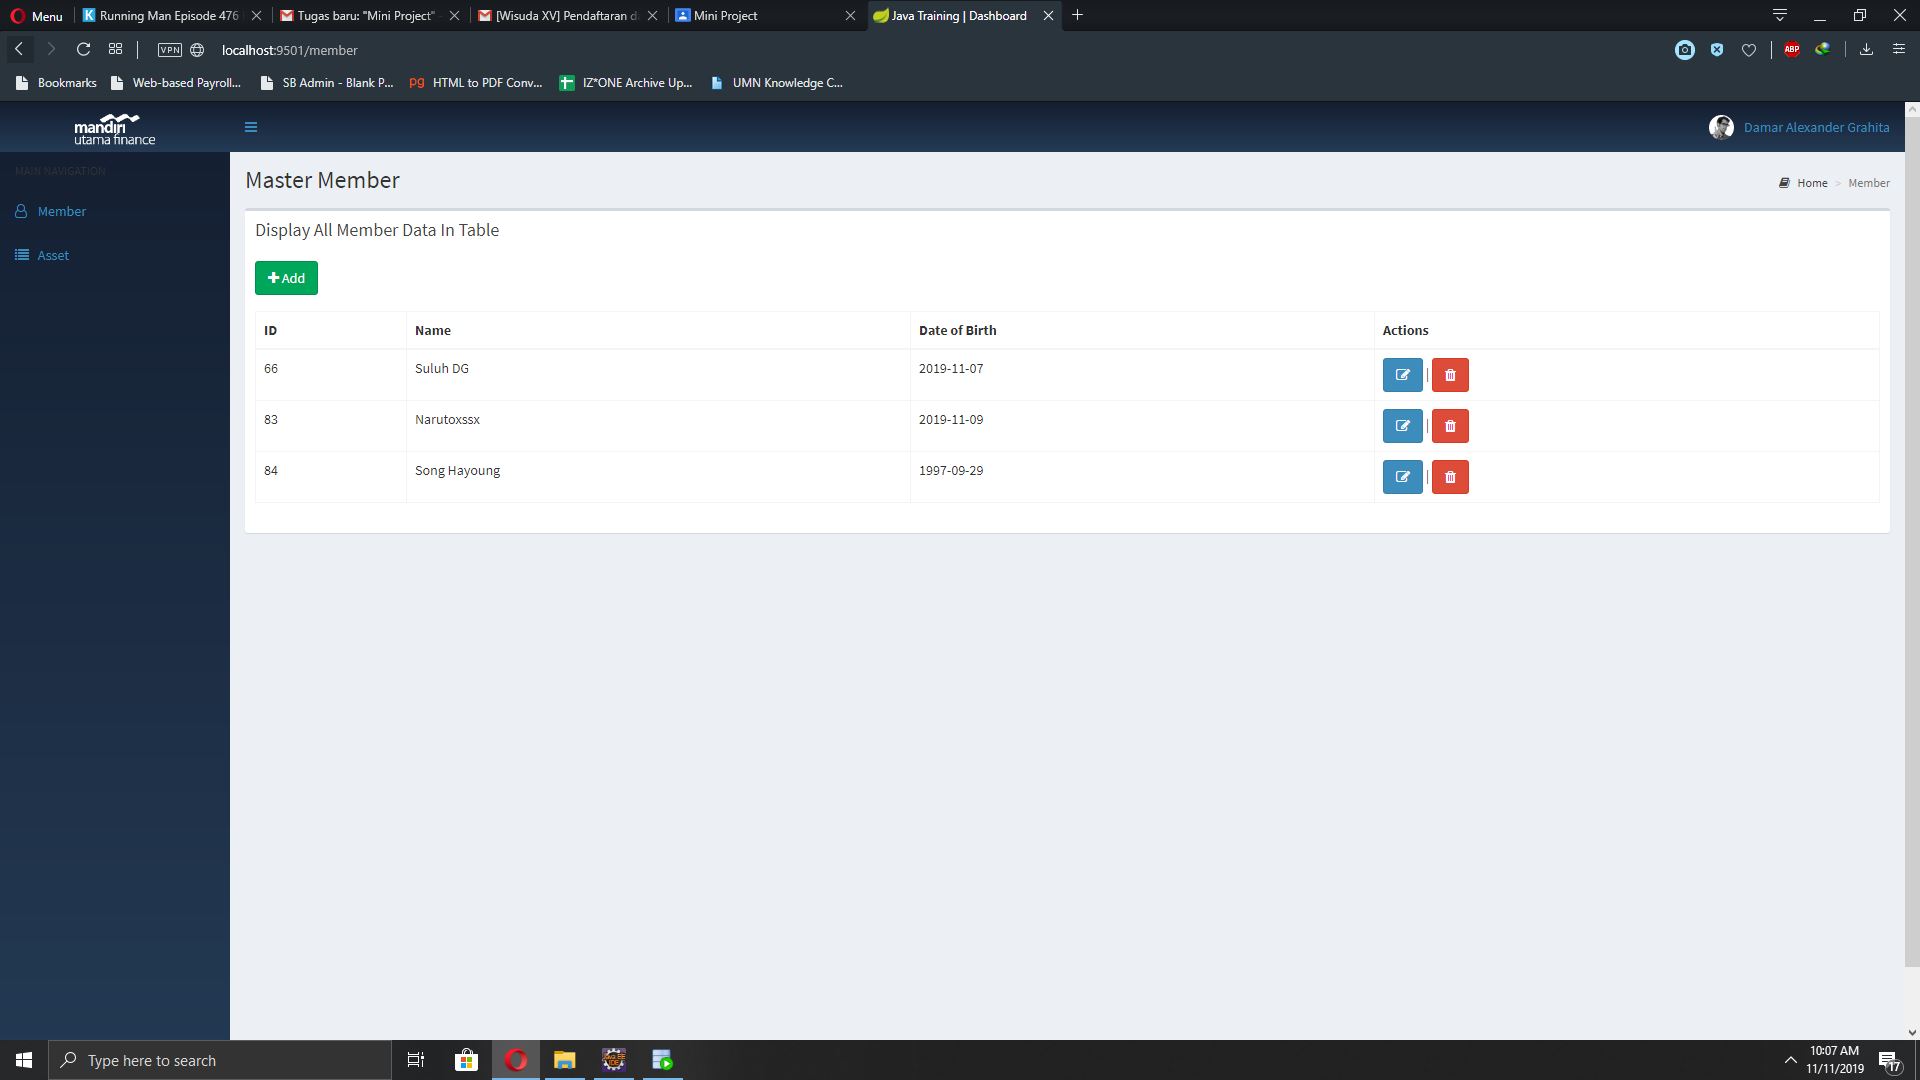 Menu
Running Man Episode 476
Tugas baru: "Mini Project" -
[Wisuda XV] Pendaftaran d
Mini Project
Java Training | Dashboard
VPN
localhost:9501/member
ABP
Bookmarks
Web-based Payroll...
SB Admin - Blank P...
HTML to PDF Conv...
IZ*ONE Archive Up...
UMN Knowledge C...
mandiri
utama finance
Damar Alexander Grahita
MAIN NAVIGATION
Member
Asset
Master Member
Home > Member
Display All Member Data In Table
Add
ID Name Date of Birth Actions
66 Suluh DG 2019-11-07 |
83 Narutoxssx 2019-11-09 |
84 Song Hayoung 1997-09-29 |
Type here to search
Java EE
IDE
10:07 AM
11/11/2019
17